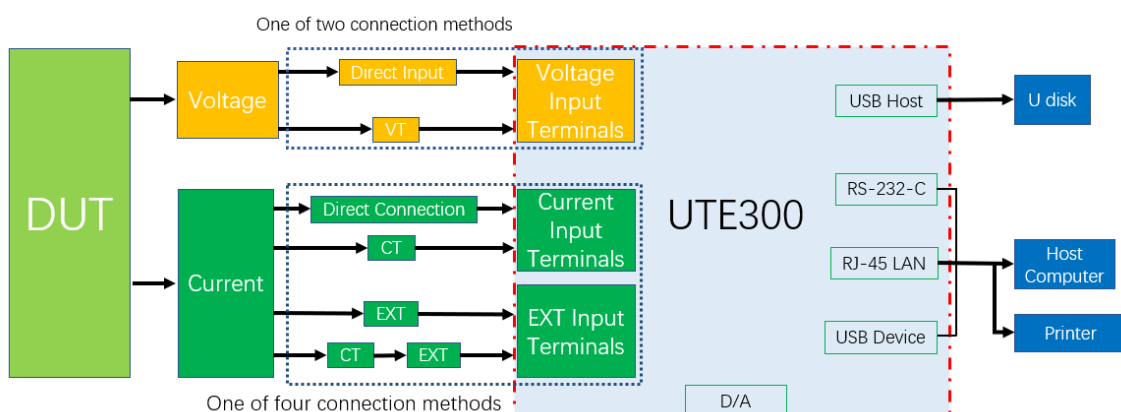 One of two connection methods
DUT
Voltage
Direct Input
VT
Voltage
Input
Terminals
Current
Direct Connection
CT
Current
Input
Terminals
EXT
CT
EXT
EXT Input
Terminals
One of four connection methods
UTE300
USB Host
RS-232-C
RJ-45 LAN
USB Device
D/A
U disk
Host
Computer
Printer